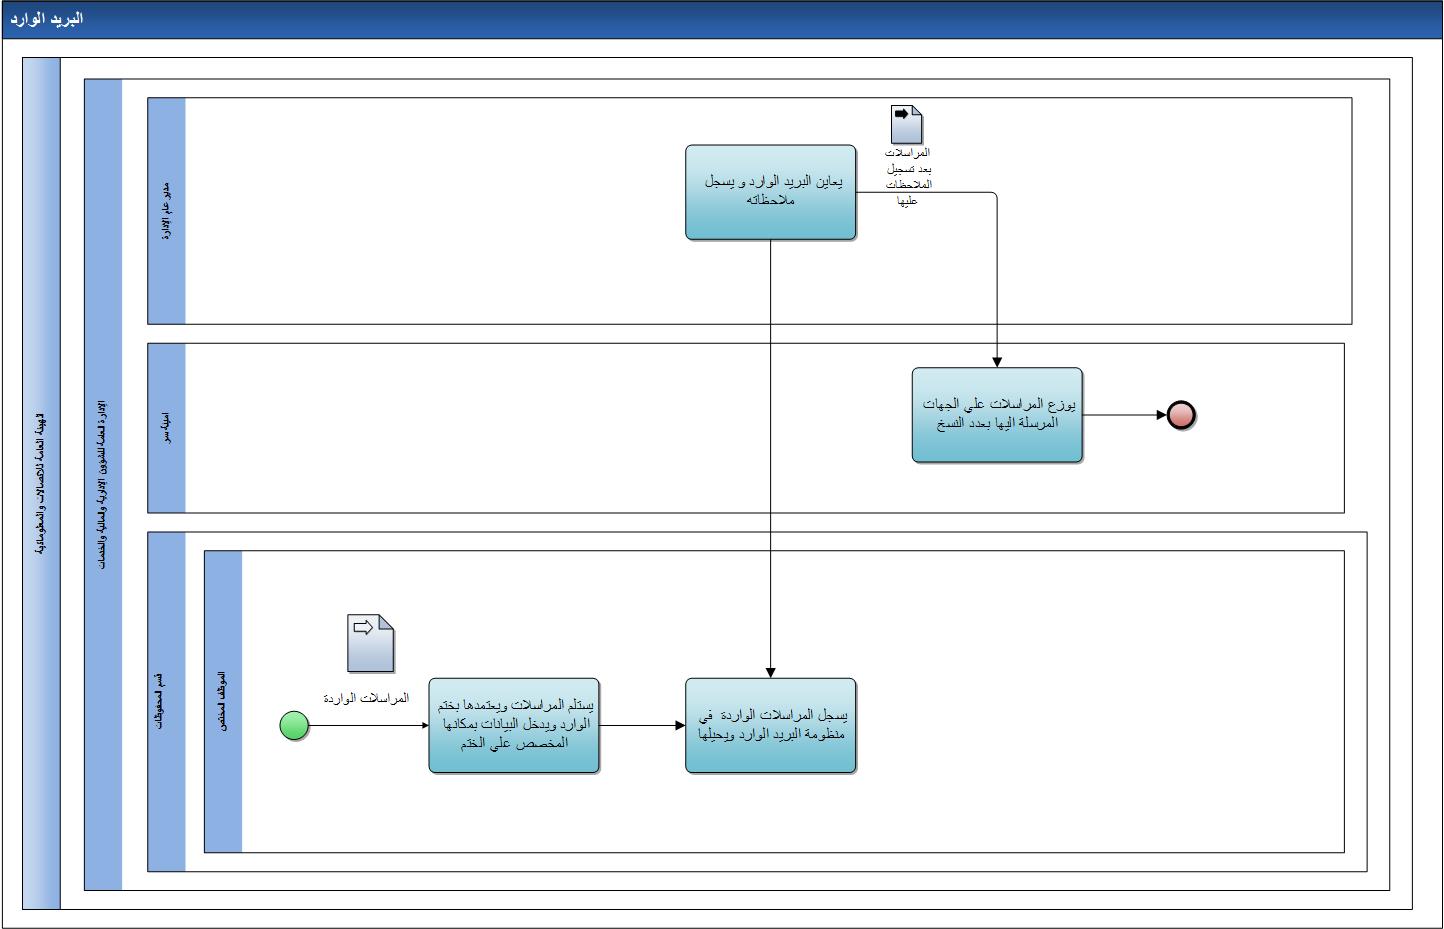 البريد الوارد
الهيئة العامة للاتصالات والمعلوماتية
الإدارة العامة للشؤون الإدارية والمالية والخدمات
مدير عام الإدارة
يعاين البريد الوارد و يسجل
ملاحظاته
المراسلات
بعد تسجيل
الملاحظات
عليها
امينة سر
يوزع المراسلات علي الجهات
المرسلة اليها بعدد النسخ
قسم المحفوظات
الموظف المختص
المراسلات الواردة
يستلم المراسلات ويعتمدها بختم
الوارد ويدخل البيانات بمكانها
المخصص علي الختم
يسجل المراسلات الواردة في
منظومة البريد الوارد ويحيلها